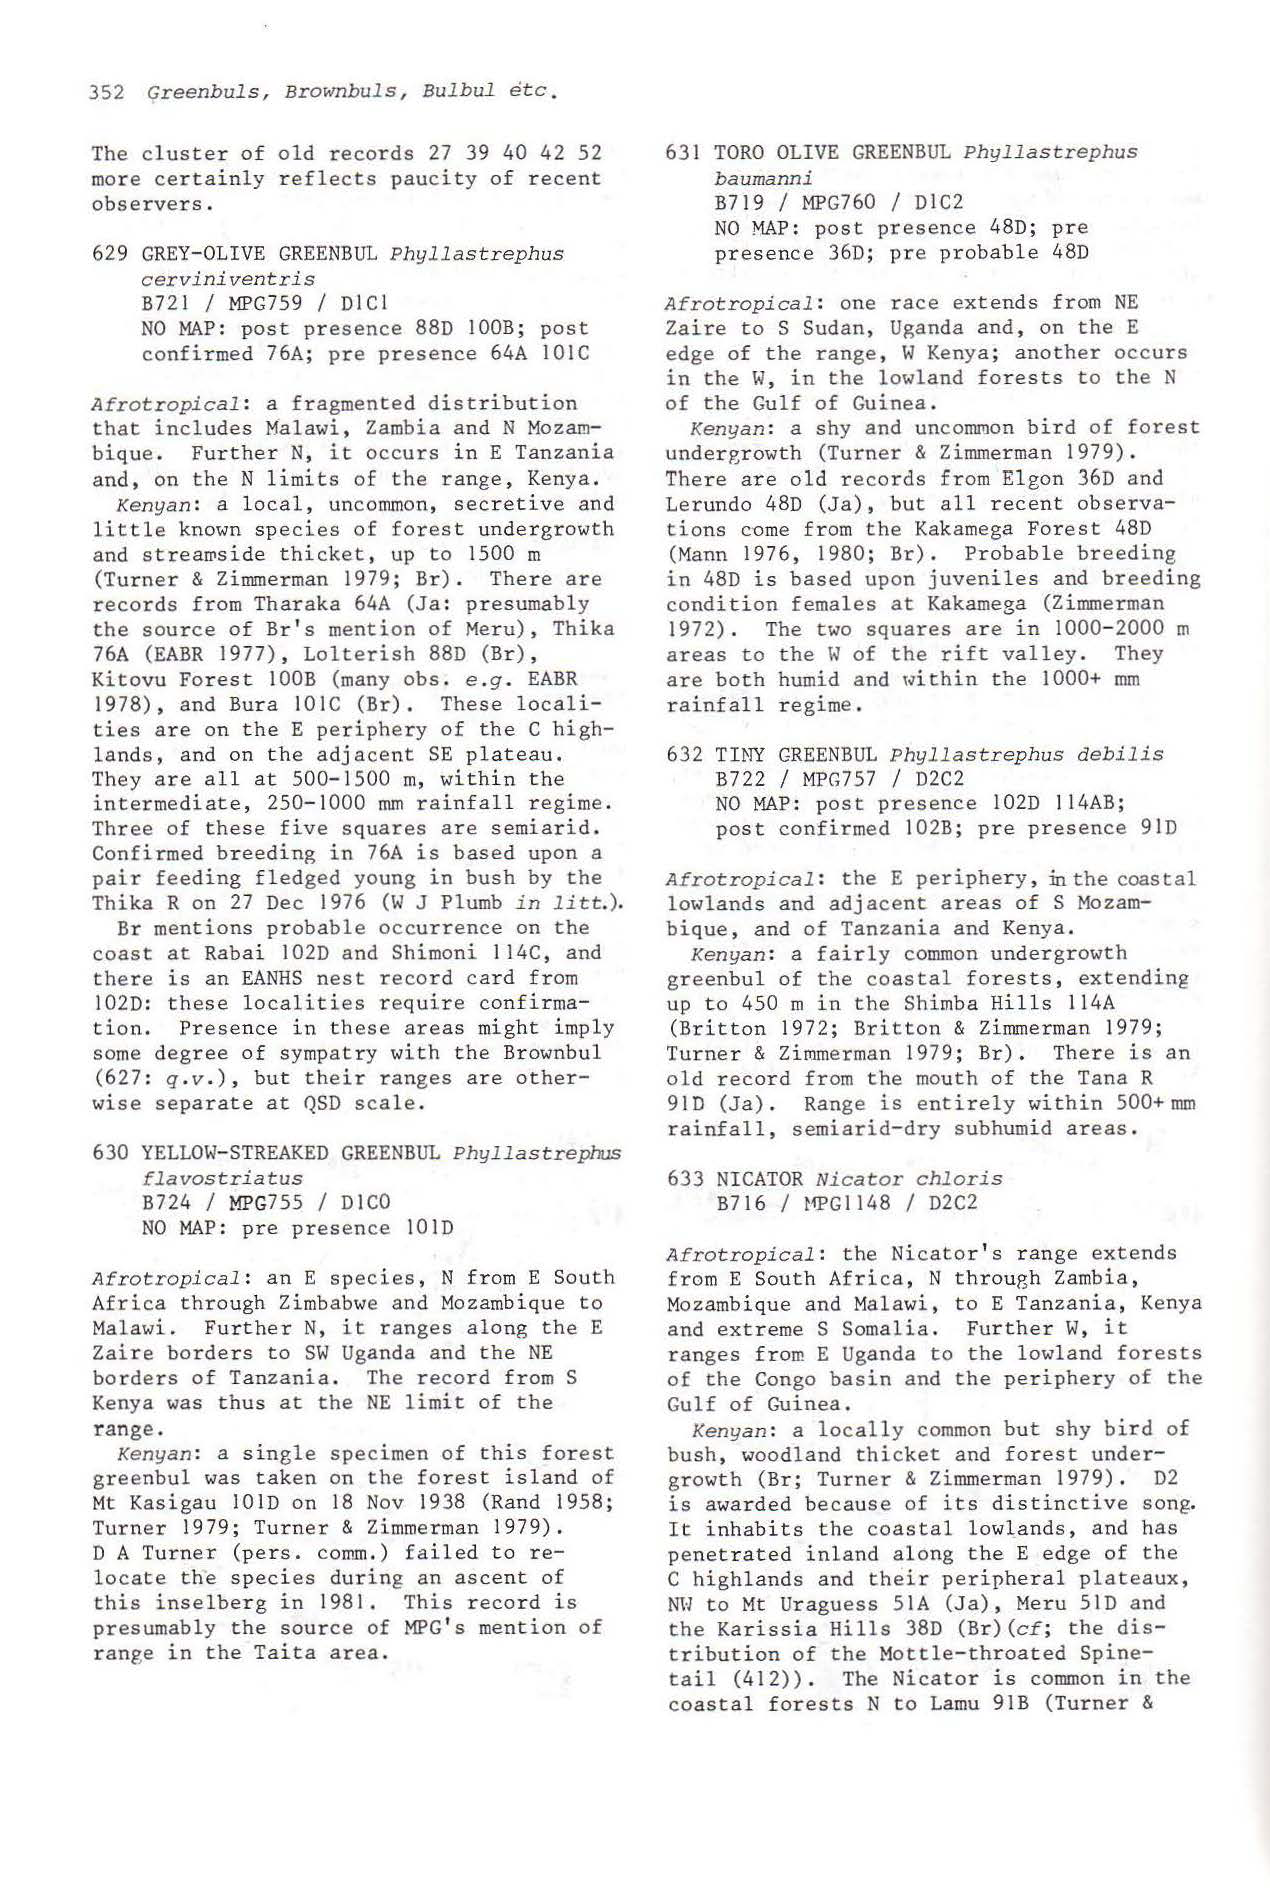 352 Greenbuls, Brownbuls, Bulbul etc.
The cluster of old records 27 39 40 42 52
more certainly reflects paucity of recent
observers.
629 GREY-OLIVE GREENBUL Phyllastrephus
cerviniventris
B721 / MPG759 / D1C1
NO MAP: post presence 88D 100B; post
confirmed 76A; pre presence 64A 101C
Afrotropical: a fragmented distribution
that includes Malawi, Zambia and N Mozam-
bique. Further N, it occurs in E Tanzania
and, on the N limits of the range, Kenya.
Kenyan: a local, uncommon, secretive and
little known species of forest undergrowth
and streamside thicket, up to 1500 m
(Turner & Zimmerman 1979; Br). There are
records from Tharaka 64A (Ja: presumably
the source of Br's mention of Meru), Thika
76A (EABR 1977), Lolterish 88D (Br),
Kitovu Forest 100B (many obs. e.g. EABR
1978), and Bura 101C (Br). These locali-
ties are on the E periphery of the C high-
lands, and on the adjacent SE plateau.
They are all at 500-1500 m, within the
intermediate, 250-1000 mm rainfall regime.
Three of these five squares are semiarid.
Confirmed breeding in 76A is based upon a
pair feeding fledged young in bush by the
Thika R on 27 Dec 1976 (W J Plumb in litt.).
Br mentions probable occurrence on the
coast at Rabai 102D and Shimoni 114C, and
there is an EANHS nest record card from
102D: these localities require confirma-
tion. Presence in these areas might imply
some degree of sympatry with the Brownbul
(627: q.v.), but their ranges are other-
wise separate at QSD scale.
630 YELLOW-STREAKED GREENBUL Phyllastrephus
flavostriatus
B724 / MPG755 / D1C0
NO MAP: pre presence 101D
Afrotropical: an E species, N from E South
Africa through Zimbabwe and Mozambique to
Malawi. Further N, it ranges along the E
Zaire borders to SW Uganda and the NE
borders of Tanzania. The record from S
Kenya was thus at the NE limit of the
range.
Kenyan: a single specimen of this forest
greenbul was taken on the forest island of
Mt Kasigau 101D on 18 Nov 1938 (Rand 1958;
Turner 1979; Turner & Zimmerman 1979).
D A Turner (pers. comm.) failed to re-
locate the species during an ascent of
this inselberg in 1981. This record is
presumably the source of MPG's mention of
range in the Taita area.
631 TORO OLIVE GREENBUL Phyllastrephus
baumanni
B719 / MPG760 / D1C2
NO MAP: post presence 48D; pre
presence 36D; pre probable 48D
Afrotropical: one race extends from NE
Zaire to S Sudan, Uganda and, on the E
edge of the range, W Kenya; another occurs
in the W, in the lowland forests to the N
of the Gulf of Guinea.
Kenyan: a shy and uncommon bird of forest
undergrowth (Turner & Zimmerman 1979).
There are old records from Elgon 36D and
Lerundo 48D (Ja), but all recent observa-
tions come from the Kakamega Forest 48D
(Mann 1976, 1980; Br). Probable breeding
in 48D is based upon juveniles and breeding
condition females at Kakamega (Zimmerman
1972). The two squares are in 1000-2000 m
areas to the W of the rift valley. They
are both humid and within the 1000+ mm
rainfall regime.
632 TINY GREENBUL Phyllastrephus debilis
B722 / MPG757 / D2C2
NO MAP: post presence 102D 114AB;
post confirmed 102B; pre presence 91D
Afrotropical: the E periphery, in the coastal
lowlands and adjacent areas of S Mozam-
bique, and of Tanzania and Kenya.
Kenyan: a fairly common undergrowth
greenbul of the coastal forests, extending
up to 450 m in the Shimba Hills 114A
(Britton 1972; Britton & Zimmerman 1979;
Turner & Zimmerman 1979; Br). There is an
old record from the mouth of the Tana R
91D (Ja). Range is entirely within 500+ mm
rainfall, semiarid-dry subhumid areas.
633 NICATOR Nicator chloris
B716 / MPG1148 / D2C2
Afrotropical: the Nicator's range extends
from E South Africa, N through Zambia,
Mozambique and Malawi, to E Tanzania, Kenya
and extreme S Somalia. Further W, it
ranges from E Uganda to the lowland forests
of the Congo basin and the periphery of the
Gulf of Guinea.
Kenyan: a locally common but shy bird of
bush, woodland thicket and forest under-
growth (Br; Turner & Zimmerman 1979). D2
is awarded because of its distinctive song.
It inhabits the coastal lowlands, and has
penetrated inland along the E edge of the
C highlands and their peripheral plateaux,
NW to Mt Uraguess 51A (Ja), Meru 51D and
the Karissia Hills 38D (Br)(cf; the dis-
tribution of the Mottle-throated Spine-
tail (412)). The Nicator is common in the
coastal forests N to Lamu 91B (Turner &